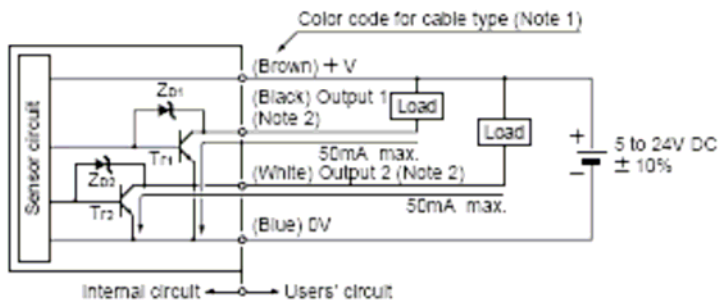 Color code for cable type (Note 1)
(Brown) + V
ZD1
(Black) Output 1
(Note 2)
Load
Load
Sensor circuit
Tr1
50mA max.
+
5 to 24V DC
± 10%
−
ZD2
(White) Output 2 (Note 2)
Tr2
50mA max.
(Blue) 0V
Internal circuit
Users' circuit